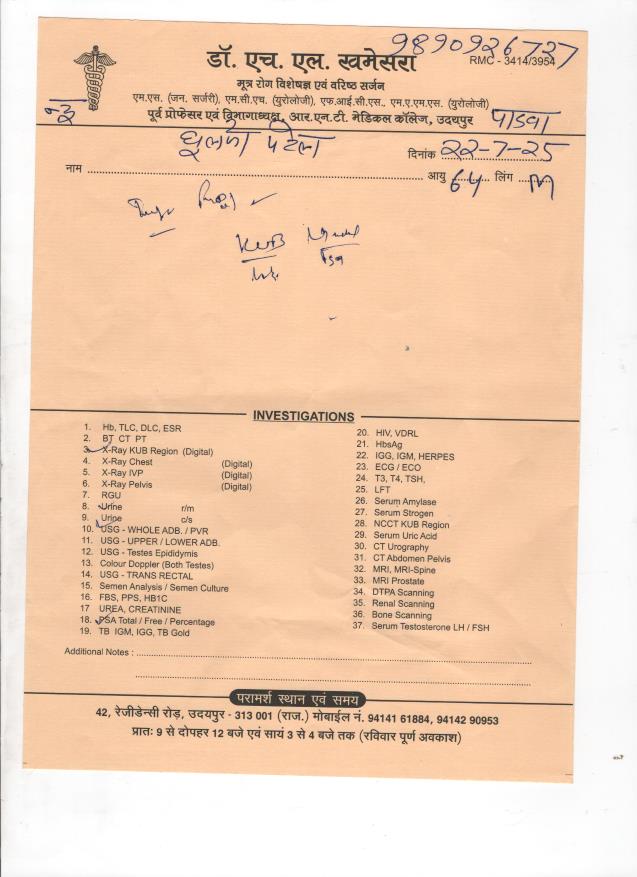 9890926727
डॉ. एच. एल. खमेसरा
RMC - 3414/3954
मूत्र रोग विशेषज्ञ एवं वरिष्ठ सर्जन
एम.एस. (जन. सर्जरी), एम.सी.एच. (युरोलोजी), एफ.आई.सी.एस., एम.ए.एम.एस. (युरोलोजी)
पूर्व प्रोफेसर एवं विभागाध्यक्ष, आर.एन.टी. मेडिकल कॉलेज, उदयपुर
पाडवा
पटेल
दिनांक 22-7-25
नाम
आयु 64 लिंग M
KUB
INVESTIGATIONS
1. Hb, TLC, DLC, ESR
2. BT CT PT
3. X-Ray KUB Region (Digital)
4. X-Ray Chest (Digital)
5. X-Ray IVP (Digital)
6. X-Ray Pelvis (Digital)
7. RGU
8. Urine r/m
9. Urine c/s
10. USG - WHOLE ADB. / PVR
11. USG - UPPER / LOWER ADB.
12. USG - Testes Epididymis
13. Colour Doppler (Both Testes)
14. USG - TRANS RECTAL
15. Semen Analysis / Semen Culture
16. FBS, PPS, HB1C
17 UREA, CREATININE
18. PSA Total / Free / Percentage
19. TB IGM, IGG, TB Gold
20. HIV, VDRL
21. HbsAg
22. IGG, IGM, HERPES
23. ECG / ECO
24. T3, T4, TSH,
25. LFT
26. Serum Amylase
27. Serum Strogen
28. NCCT KUB Region
29. Serum Uric Acid
30. CT Urography
31. CT Abdomen Pelvis
32. MRI, MRI-Spine
33. MRI Prostate
34. DTPA Scanning
35. Renal Scanning
36. Bone Scanning
37. Serum Testosterone LH / FSH
Additional Notes :
परामर्श स्थान एवं समय
42, रेजीडेन्सी रोड़, उदयपुर - 313 001 (राज.) मोबाईल नं. 94141 61884, 94142 90953
प्रातः 9 से दोपहर 12 बजे एवं सायं 3 से 4 बजे तक (रविवार पूर्ण अवकाश)